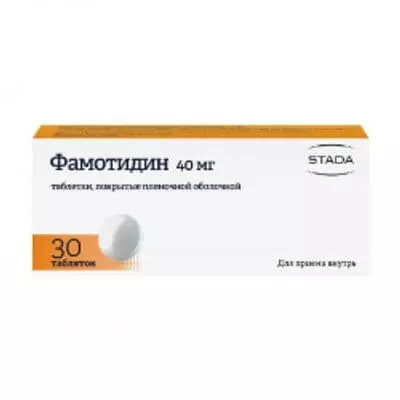 Фамотидин 40 мг
таблетки, покрытые пленочной оболочкой
STADA
30
таблеток
Для приема внутрь